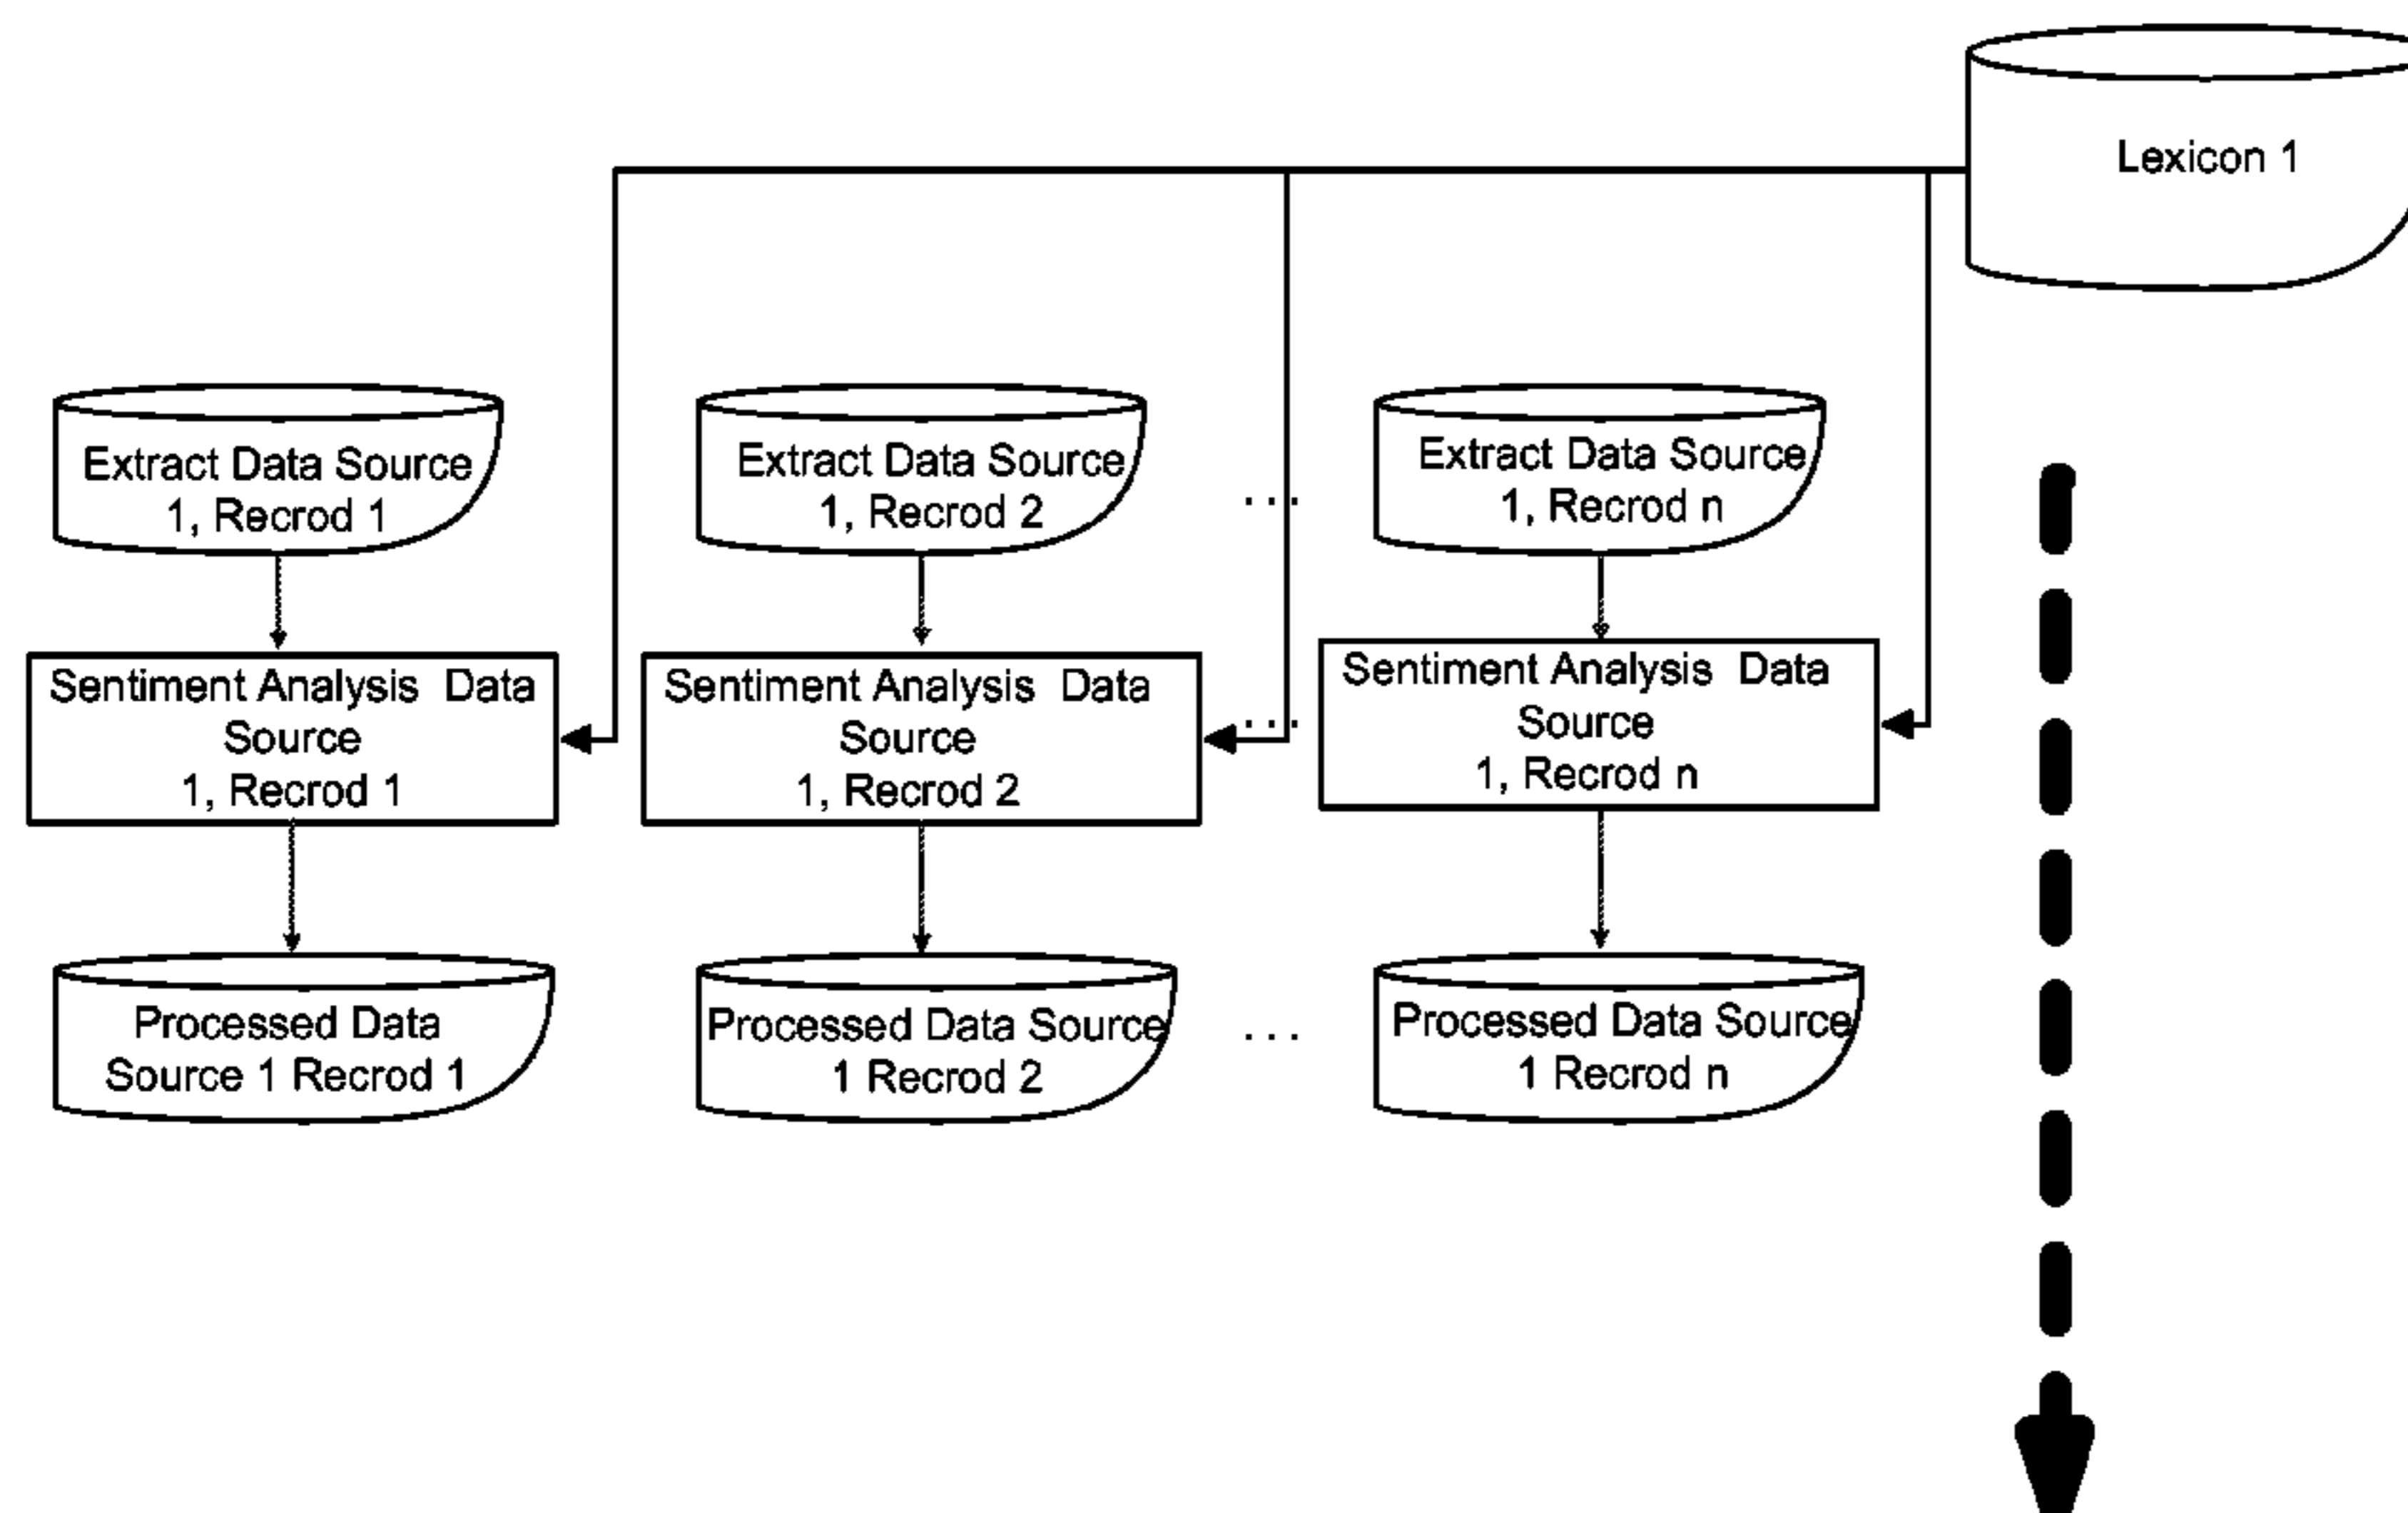 Lexicon 1
Extract Data Source
1, Recrod 1
Extract Data Source
1, Recrod 2
...
Extract Data Source
1, Recrod n
Sentiment Analysis  Data
Source
1, Recrod 1
Sentiment Analysis  Data
Source
1, Recrod 2
...
Sentiment Analysis  Data
Source
1, Recrod n
Processed Data
Source 1 Recrod 1
Processed Data Source
1 Recrod 2
...
Processed Data Source
1 Recrod n